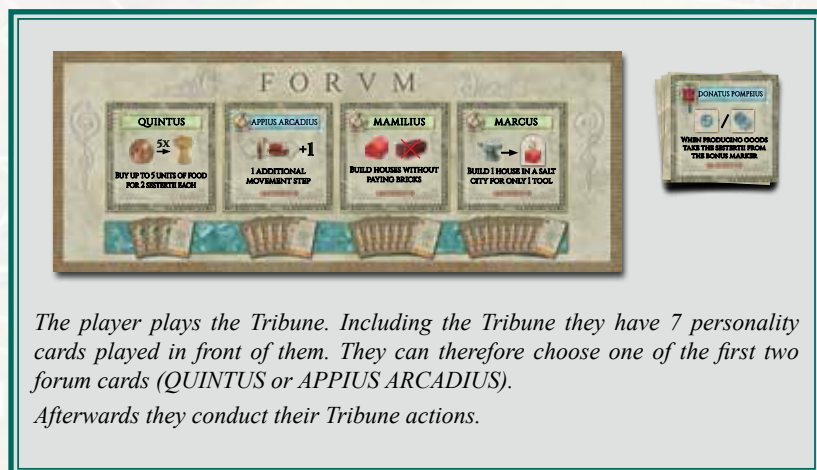 FORVM
QUINTUS
5X
BUY UP TO 5 UNITS OF FOOD
FOR 2 SESTERTII EACH
APPIUS ARCADIUS
+1
1 ADDITIONAL
MOVEMENT STEP
MAMILIUS
BUILD HOUSES WITHOUT
PAYING BRICKS
MARCUS
BUILD 1 HOUSE IN A SALT
CITY FOR ONLY 1 TOOL
DONATUS POMPEIUS
/
WHEN PRODUCING GOODS
TAKE THE SESTERTII FROM
THE BONUS MARKER
The player plays the Tribune. Including the Tribune they have 7 personality
cards played in front of them. They can therefore choose one of the first two
forum cards (QUINTUS or APPIUS ARCADIUS).
Afterwards they conduct their Tribune actions.